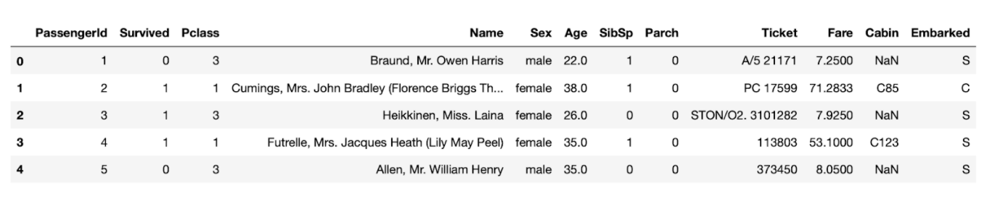 PassengerId Survived Pclass Name Sex Age SibSp Parch Ticket Fare Cabin Embarked
0 1 0 3 Braund, Mr. Owen Harris male 22.0 1 0 A/5 21171 7.2500 NaN S
1 2 1 1 Cumings, Mrs. John Bradley (Florence Briggs Th... female 38.0 1 0 PC 17599 71.2833 C85 C
2 3 1 3 Heikkinen, Miss. Laina female 26.0 0 0 STON/O2. 3101282 7.9250 NaN S
3 4 1 1 Futrelle, Mrs. Jacques Heath (Lily May Peel) female 35.0 1 0 113803 53.1000 C123 S
4 5 0 3 Allen, Mr. William Henry male 35.0 0 0 373450 8.0500 NaN S